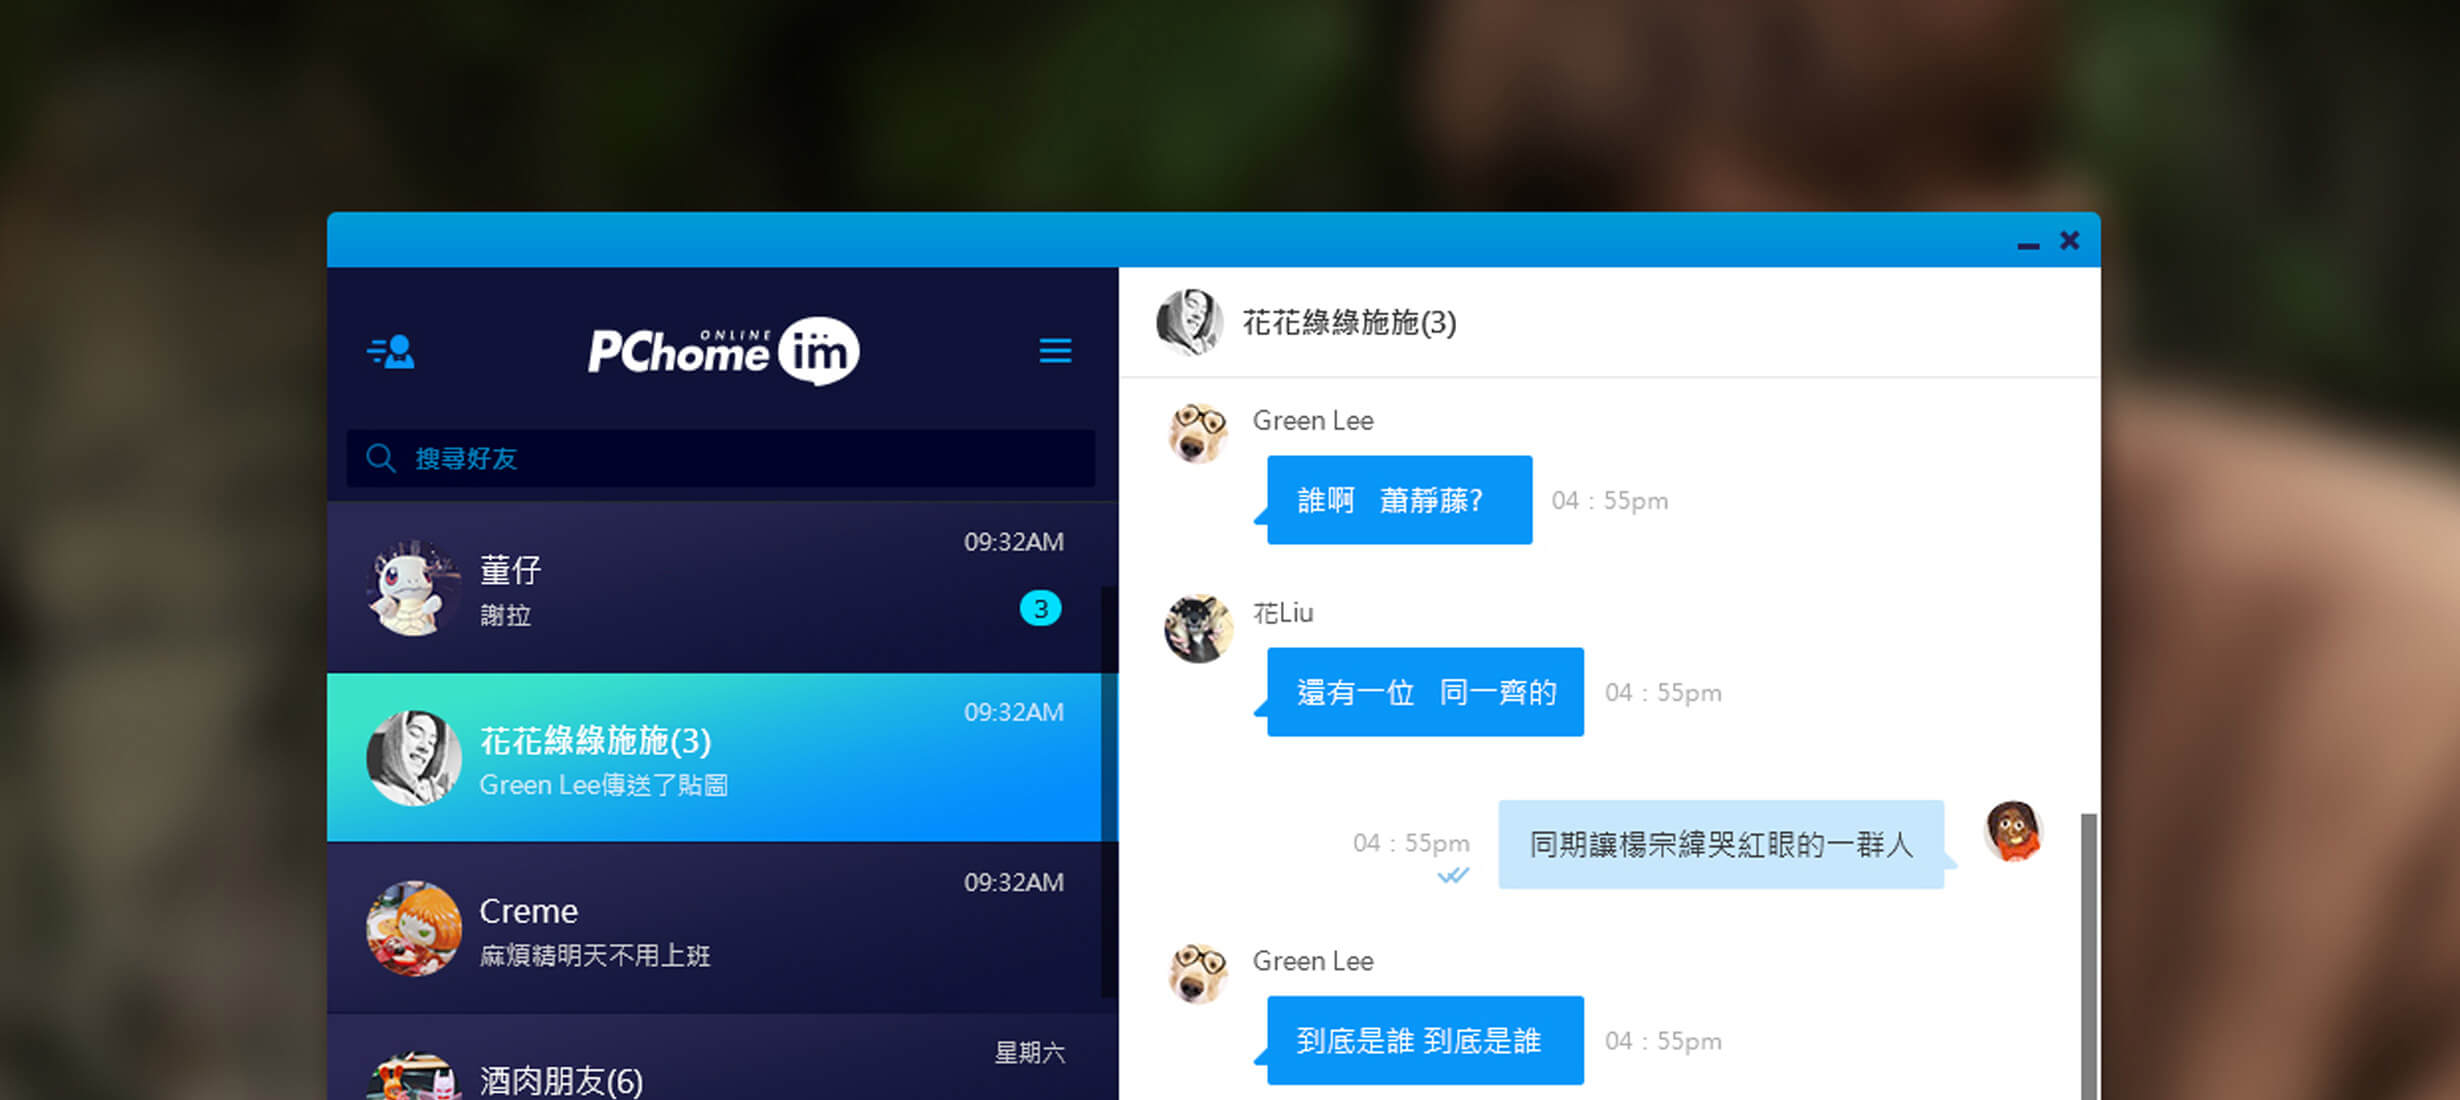 PChome ONLINE im
搜尋好友
董仔
09:32AM
謝拉
3
花花綠綠施施(3)
09:32AM
Green Lee傳送了貼圖
Creme
09:32AM
麻煩精明天不用上班
酒肉朋友(6)
星期六
花花綠綠施施(3)
Green Lee
誰啊 蕭靜藤?
04 : 55pm
花Liu
還有一位 同一齊的
04 : 55pm
同期讓楊宗緯哭紅眼的一群人
04 : 55pm
Green Lee
到底是誰 到底是誰
04 : 55pm